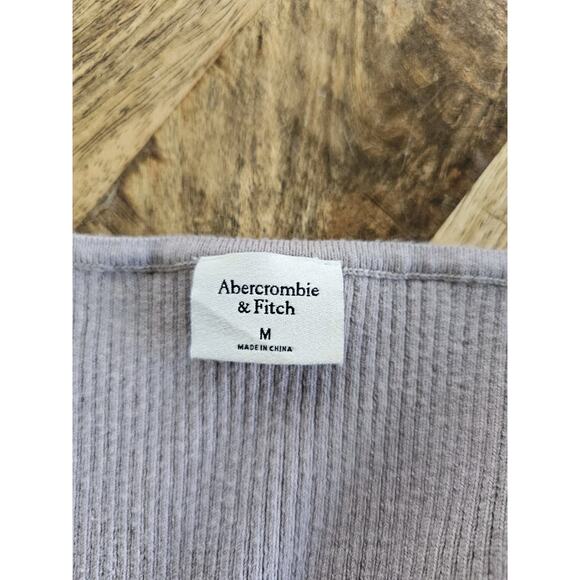 Abercrombie
& Fitch
M
MADE IN CHINA